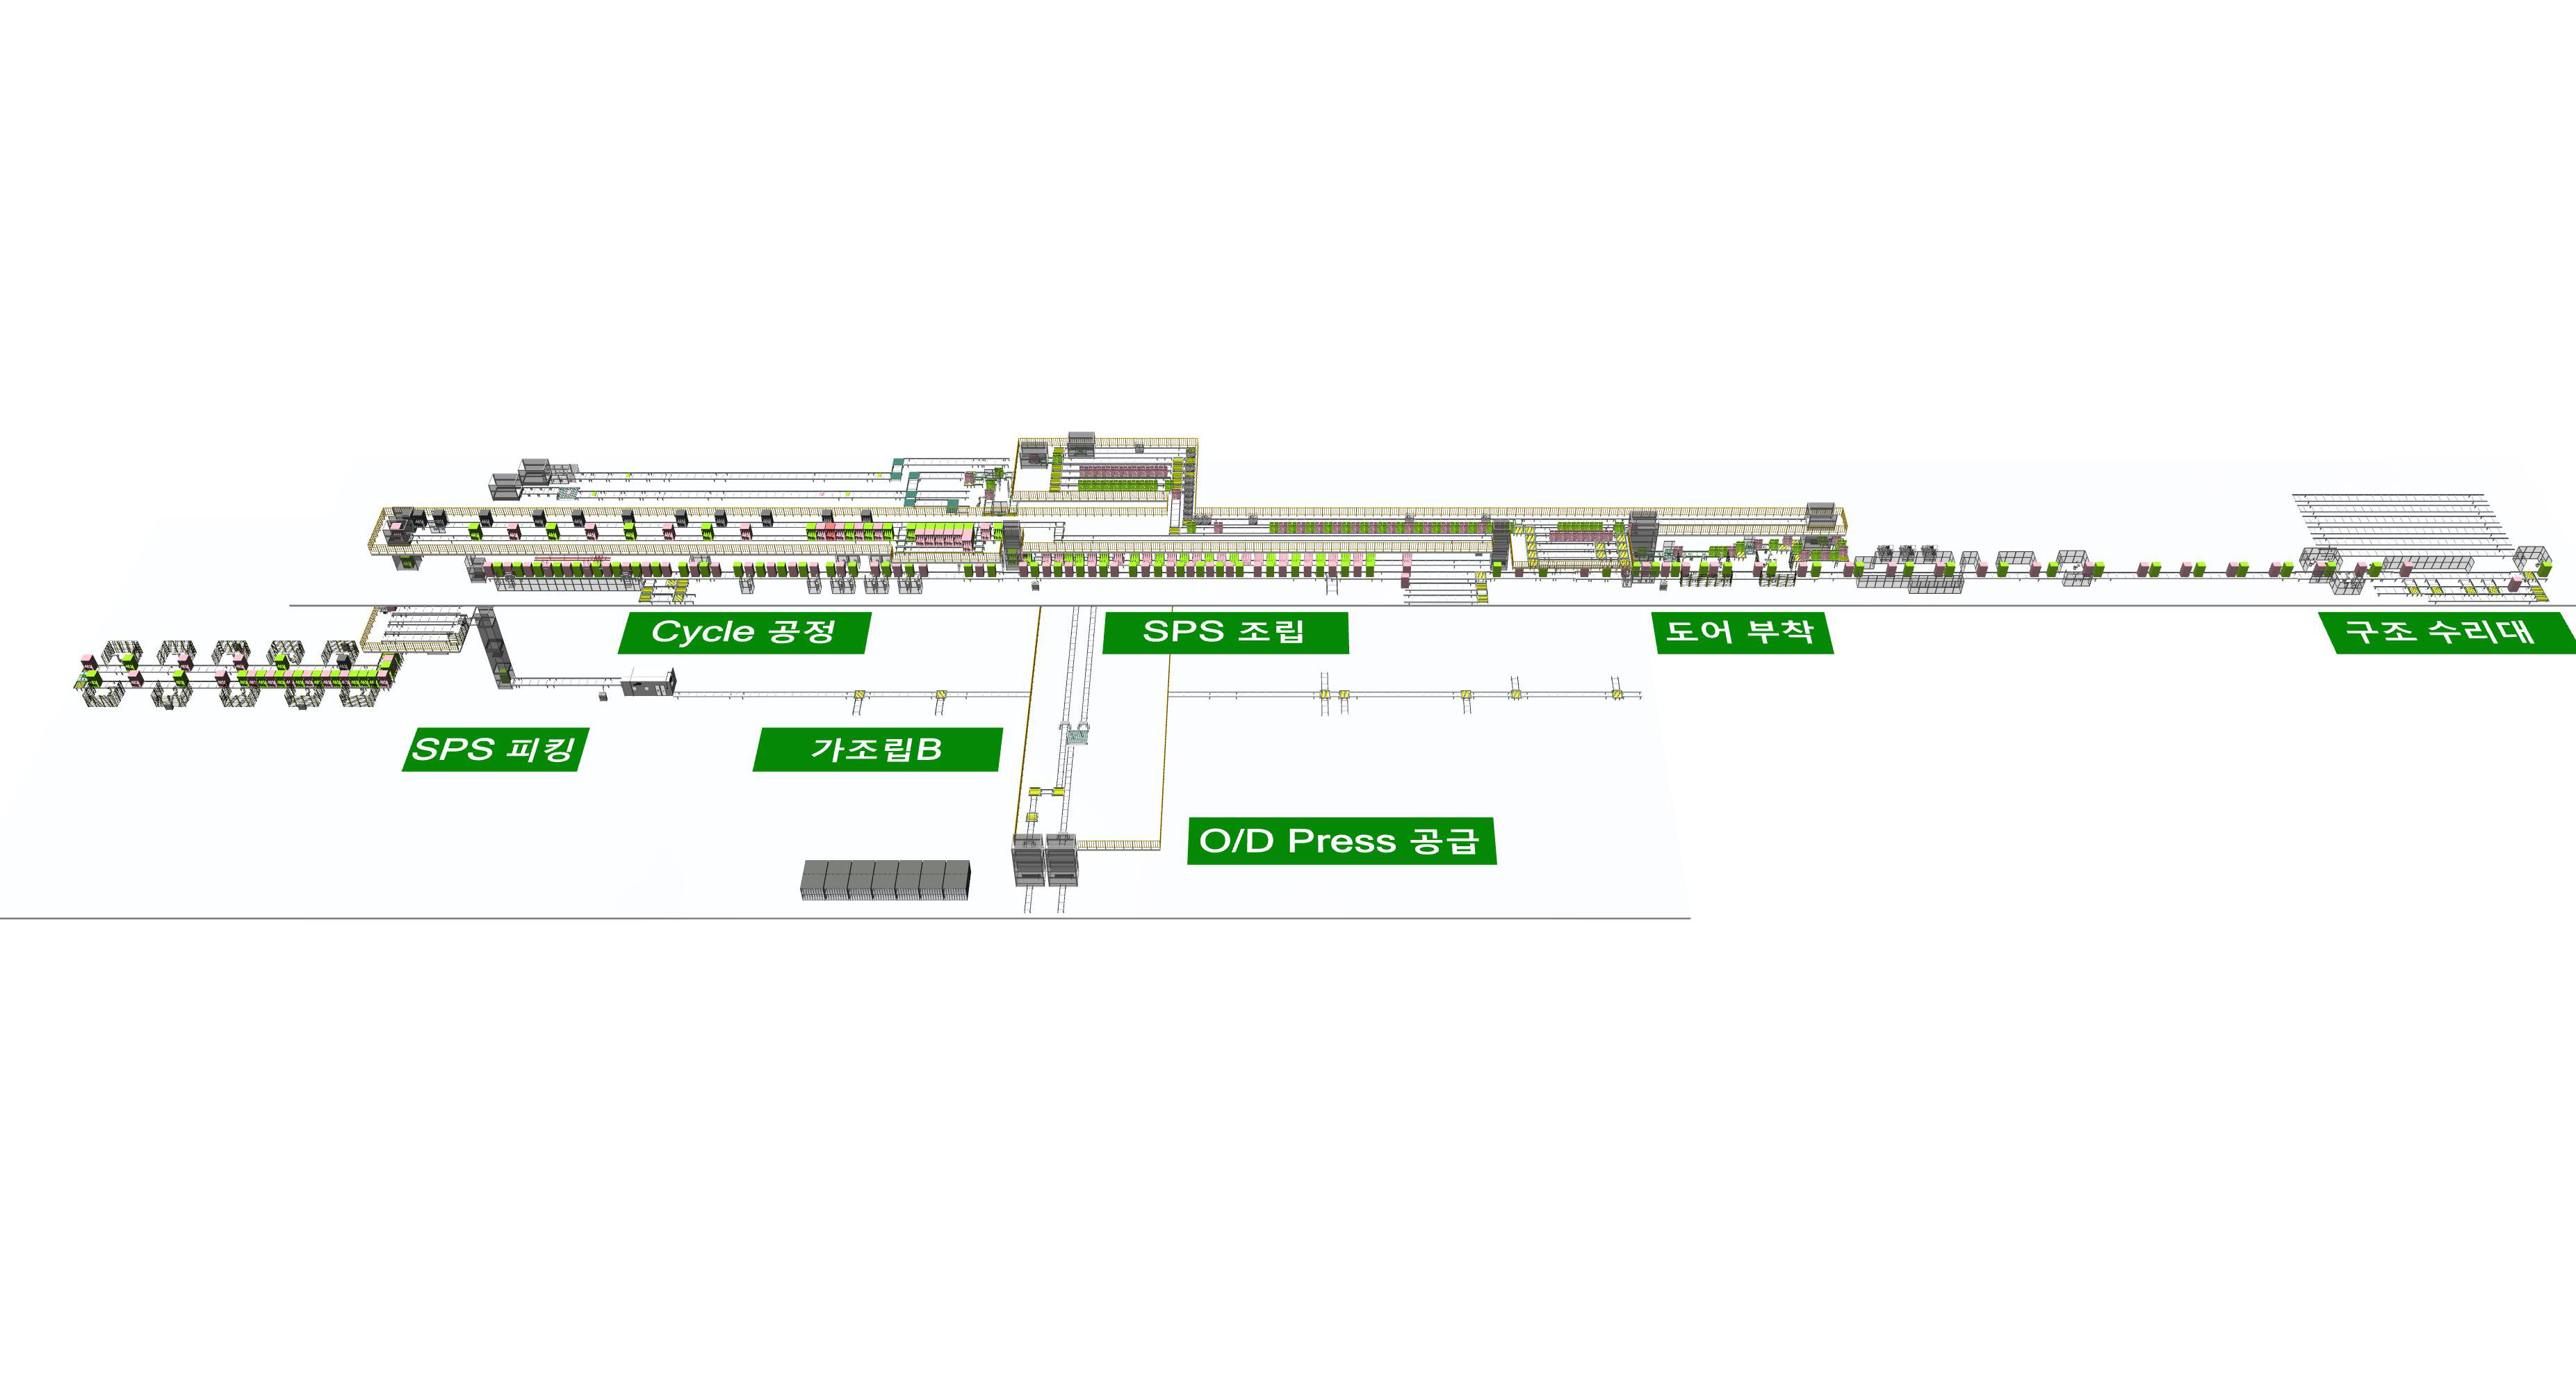 Cycle 공정
SPS 조립
도어 부착
구조 수리대
SPS 피킹
가조립B
O/D Press 공급